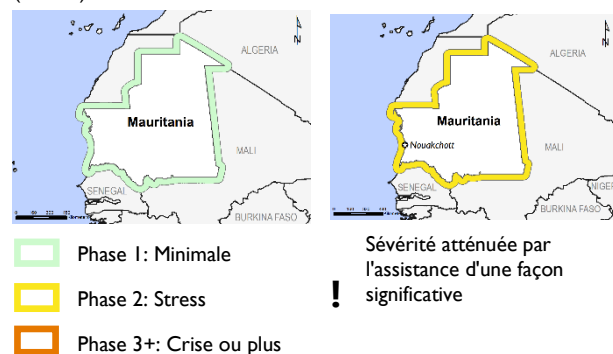 ALGERIA
N
Mauritania
MALI
SENEGAL
BURKINA FASO
ALGERIA
N
Mauritania
Nouakchott
MALI
SENEGAL
NIGER
BURKINA FASO
Phase 1: Minimale
Phase 2: Stress
Phase 3+: Crise ou plus
Sévérité atténuée par
l'assistance d'une façon
! significative